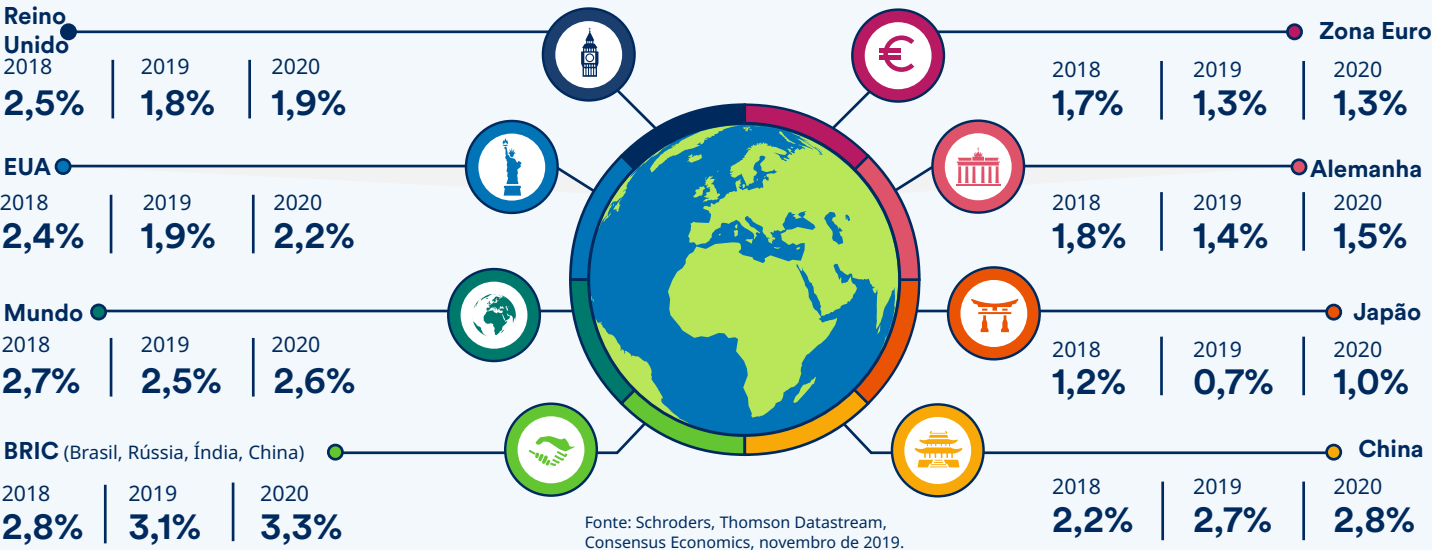 Reino
Unido
2018 2019 2020
2,5% 1,8% 1,9%
EUA
2018 2019 2020
2,4% 1,9% 2,2%
Mundo
2018 2019 2020
2,7% 2,5% 2,6%
BRIC (Brasil, Rússia, Índia, China)
2018 2019 2020
2,8% 3,1% 3,3%
Zona Euro
2018 2019 2020
1,7% 1,3% 1,3%
Alemanha
2018 2019 2020
1,8% 1,4% 1,5%
Japão
2018 2019 2020
1,2% 0,7% 1,0%
China
2018 2019 2020
2,2% 2,7% 2,8%
Fonte: Schroders, Thomson Datastream,
Consensus Economics, novembro de 2019.